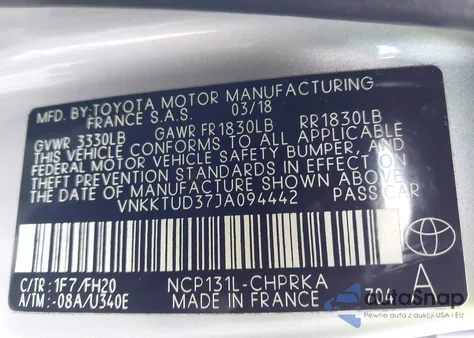 MFD. BY: TOYOTA MOTOR MANUFACTURING
FRANCE S.A.S. 03/18
GVWR 3330LB GAWR FR1830LB RR1830LB
THIS VEHICLE CONFORMS TO ALL APPLICABLE
FEDERAL MOTOR VEHICLE SAFETY, BUMPER, AND
THEFT PREVENTION STANDARDS IN EFFECT ON
THE DATE OF MANUFACTURE SHOWN ABOVE.
VNKKTUD37JA094442 PASS CAR
C/TR: 1F7/FH20 NCP131L-CHPRKA A
A/TM: -08A/U340E MADE IN FRANCE 704
autoSnap
Pewne auta z USA i EU